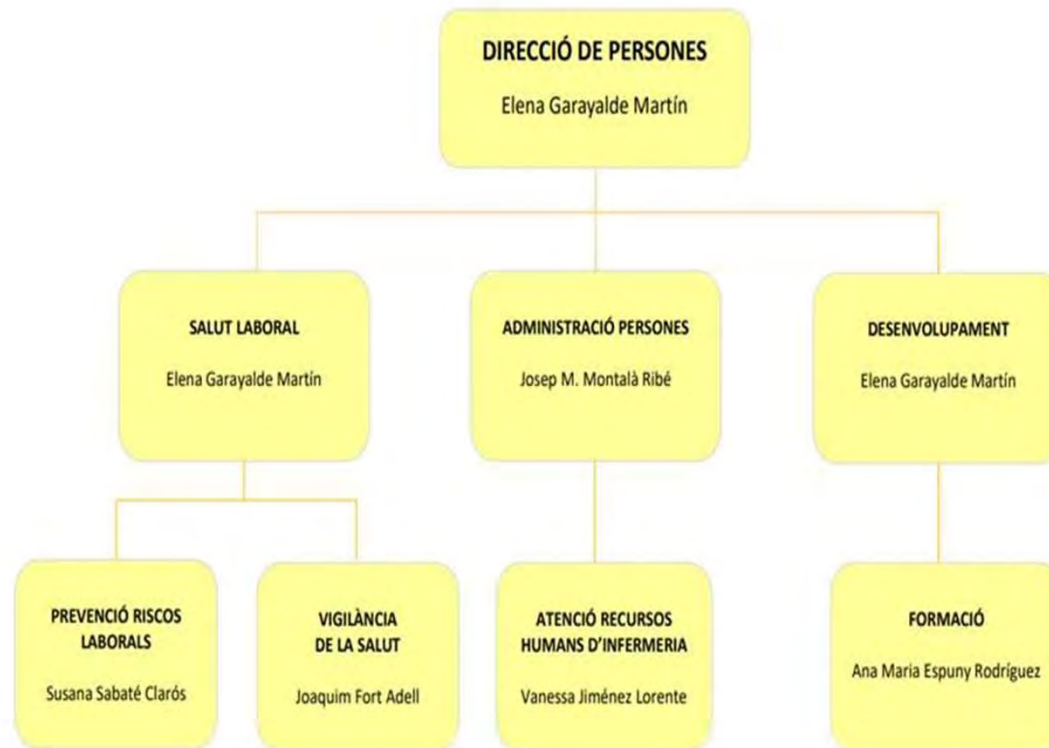 DIRECCIÓ DE PERSONES
Elena Garayalde Martín
SALUT LABORAL
Elena Garayalde Martín
ADMINISTRACIÓ PERSONES
Josep M. Montalà Ribé
DESENVOLUPAMENT
Elena Garayalde Martín
PREVENCIÓ RISCOS
LABORALS
Susana Sabaté Clarós
VIGILÀNCIA
DE LA SALUT
Joaquim Fort Adell
ATENCIÓ RECURSOS
HUMANS D'INFERMERIA
Vanessa Jiménez Lorente
FORMACIÓ
Ana Maria Espuny Rodríguez